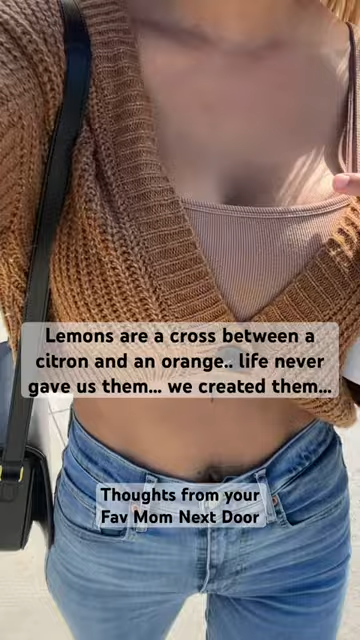 Lemons are a cross between a
citron and an orange.. life never
gave us them... we created them...
Thoughts from your
Fav Mom Next Door